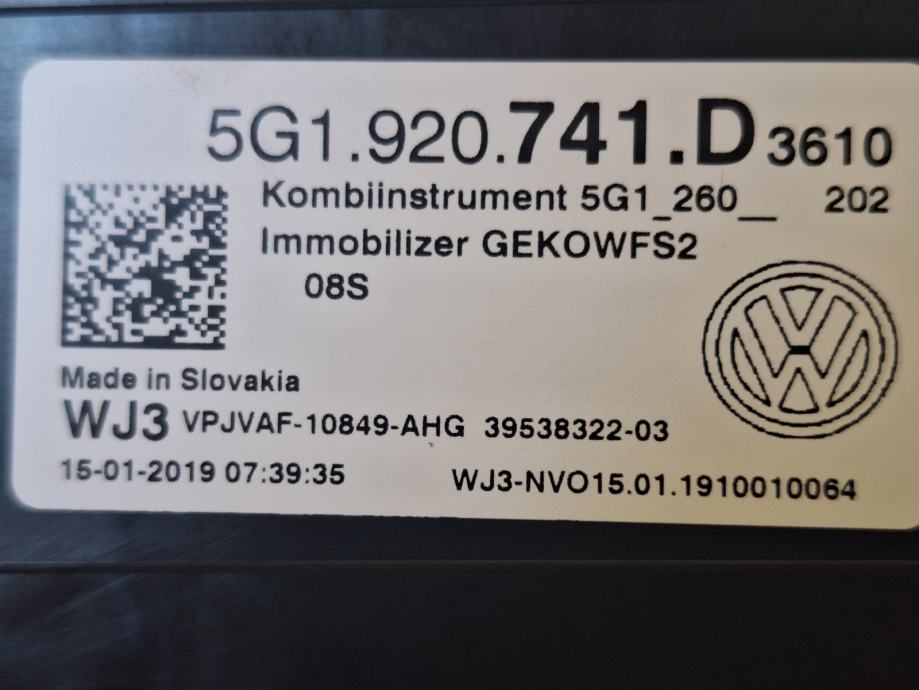 5G1.920.741.D 3610
Kombiinstrument 5G1_260__ 202
Immobilizer GEKOWFS2
08S
Made in Slovakia
WJ3 VPJVAF-10849-AHG 39538322-03
15-01-2019 07:39:35 WJ3-NVO15.01.1910010064